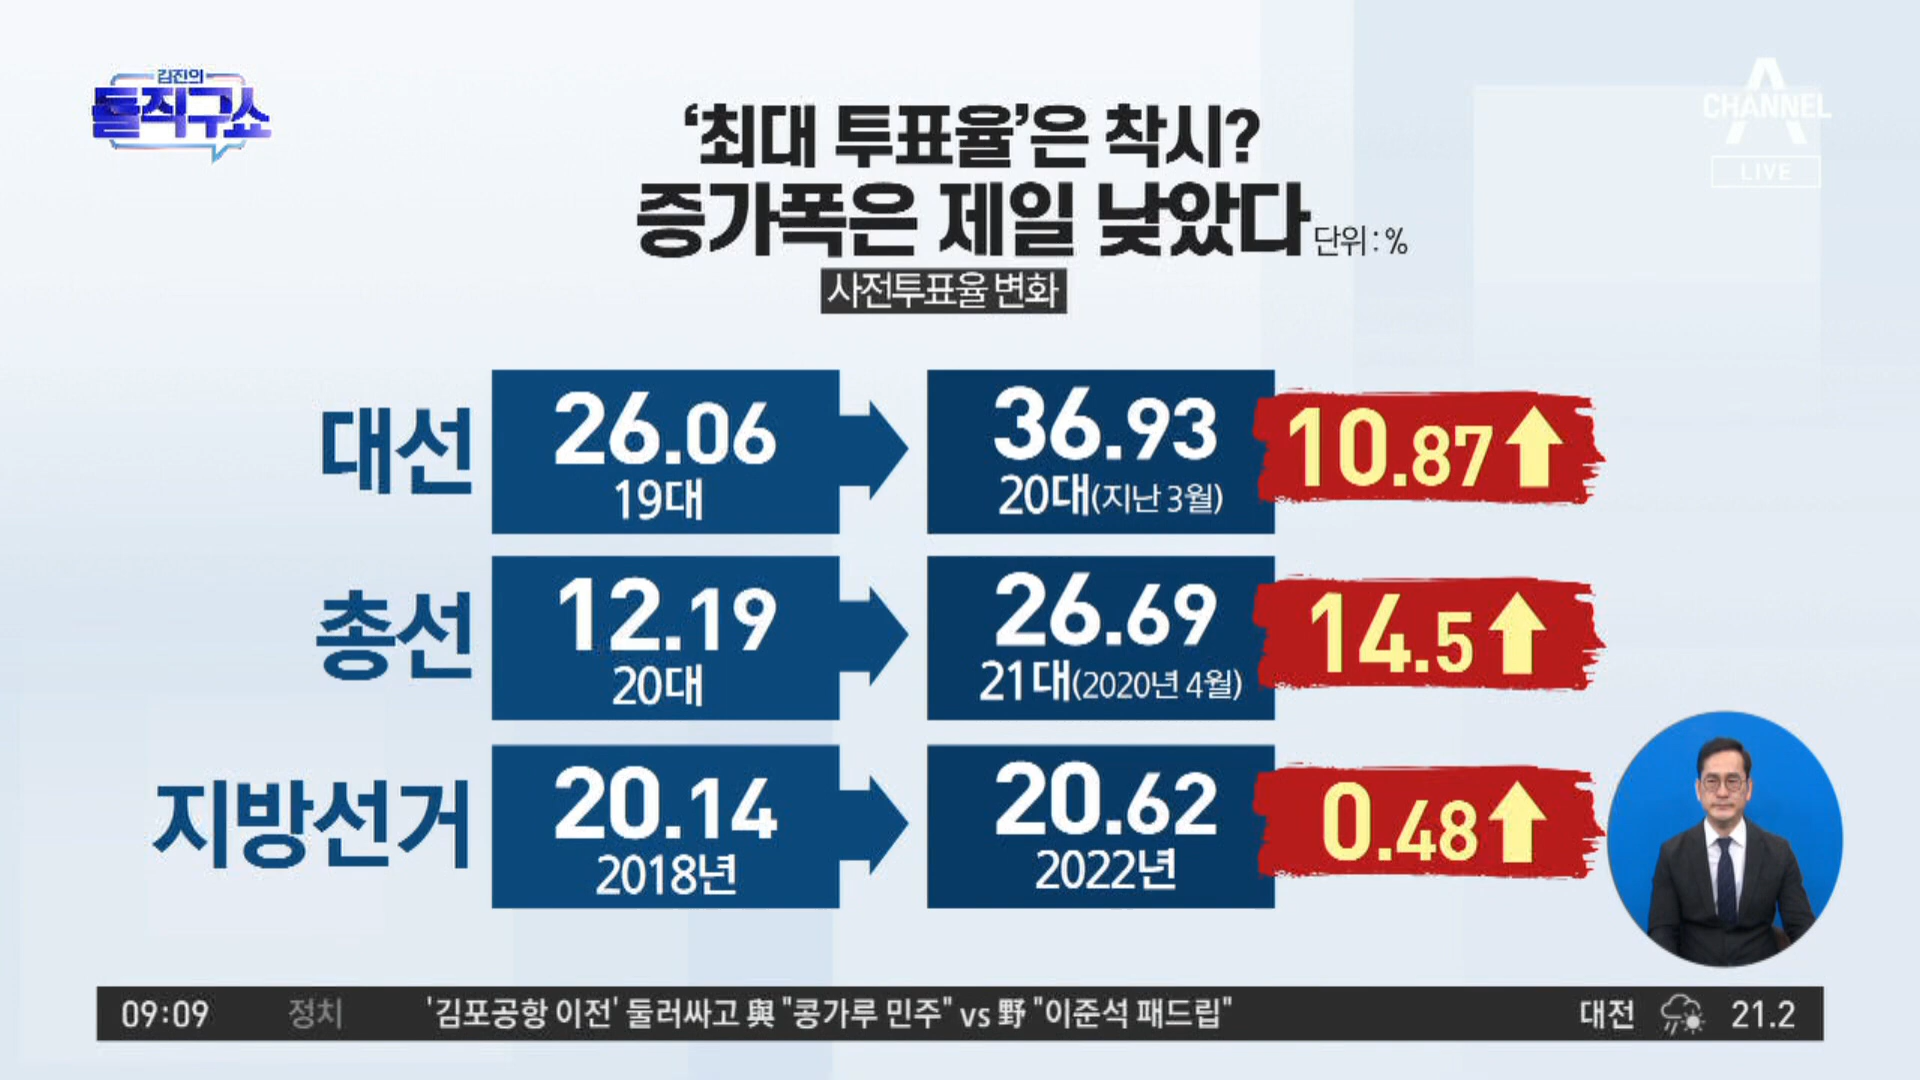 김진의
돌직구쇼
CHANNEL A
LIVE
‘최대 투표율’은 착시?
증가폭은 제일 낮았다 단위 : %
사전투표율 변화
대선 26.06 36.93 10.87
19대 20대(지난 3월)
총선 12.19 26.69 14.5
20대 21대(2020년 4월)
지방선거 20.14 20.62 0.48
2018년 2022년
09:09 정치 '김포공항 이전' 둘러싸고 與 "콩가루 민주" vs 野 "이준석 패드립" 대전 21.2